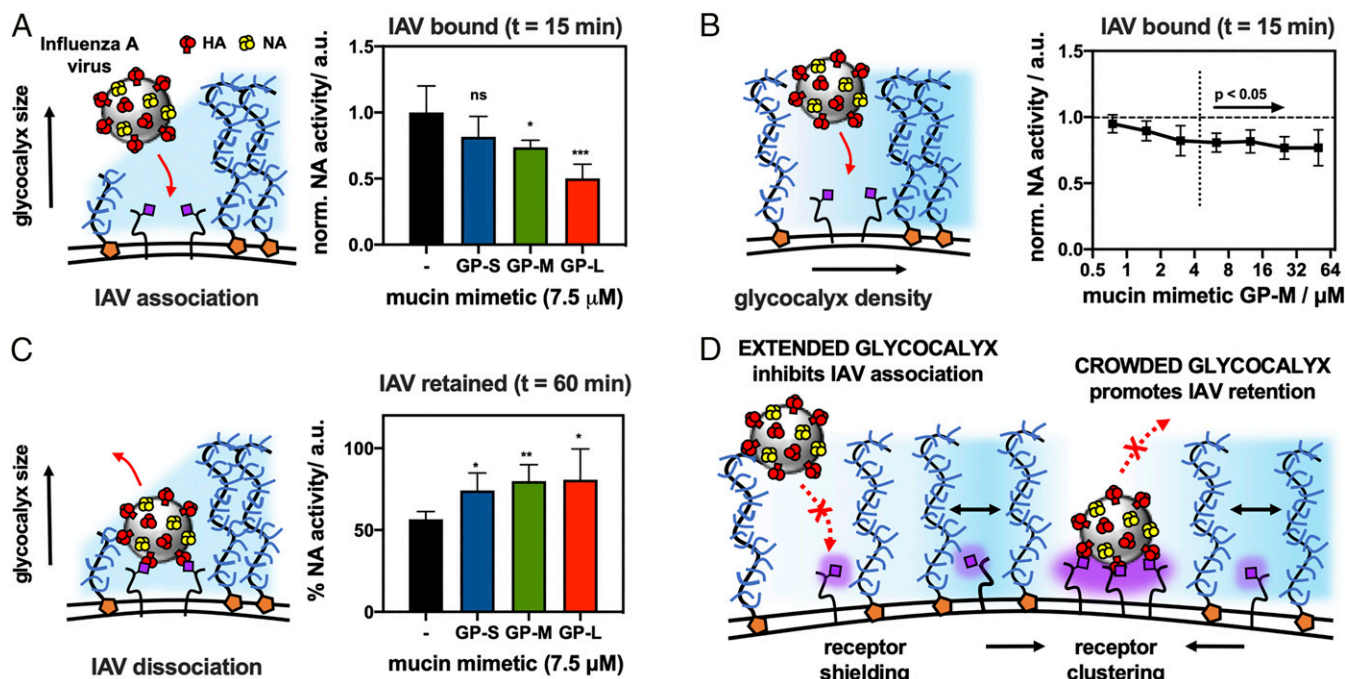 A
Influenza A
virus
HA
NA
glycocalyx size
IAV association
IAV bound (t = 15 min)
norm. NA activity/ a.u.
1.5
1.0
0.5
0.0
ns
*
***
-
GP-S
GP-M
GP-L
mucin mimetic (7.5 μM)
B
glycocalyx density
IAV bound (t = 15 min)
norm. NA activity / a.u.
1.5
1.0
0.5
0.0
p < 0.05
0.5
1
2
4
8
16
32
64
mucin mimetic GP-M / μM
C
glycocalyx size
IAV dissociation
IAV retained (t = 60 min)
% NA activity/ a.u.
100
50
0
*
**
*
-
GP-S
GP-M
GP-L
mucin mimetic (7.5 μM)
D
EXTENDED GLYCOCALYX
inhibits IAV association
CROWDED GLYCOCALYX
promotes IAV retention
receptor
shielding
receptor
clustering